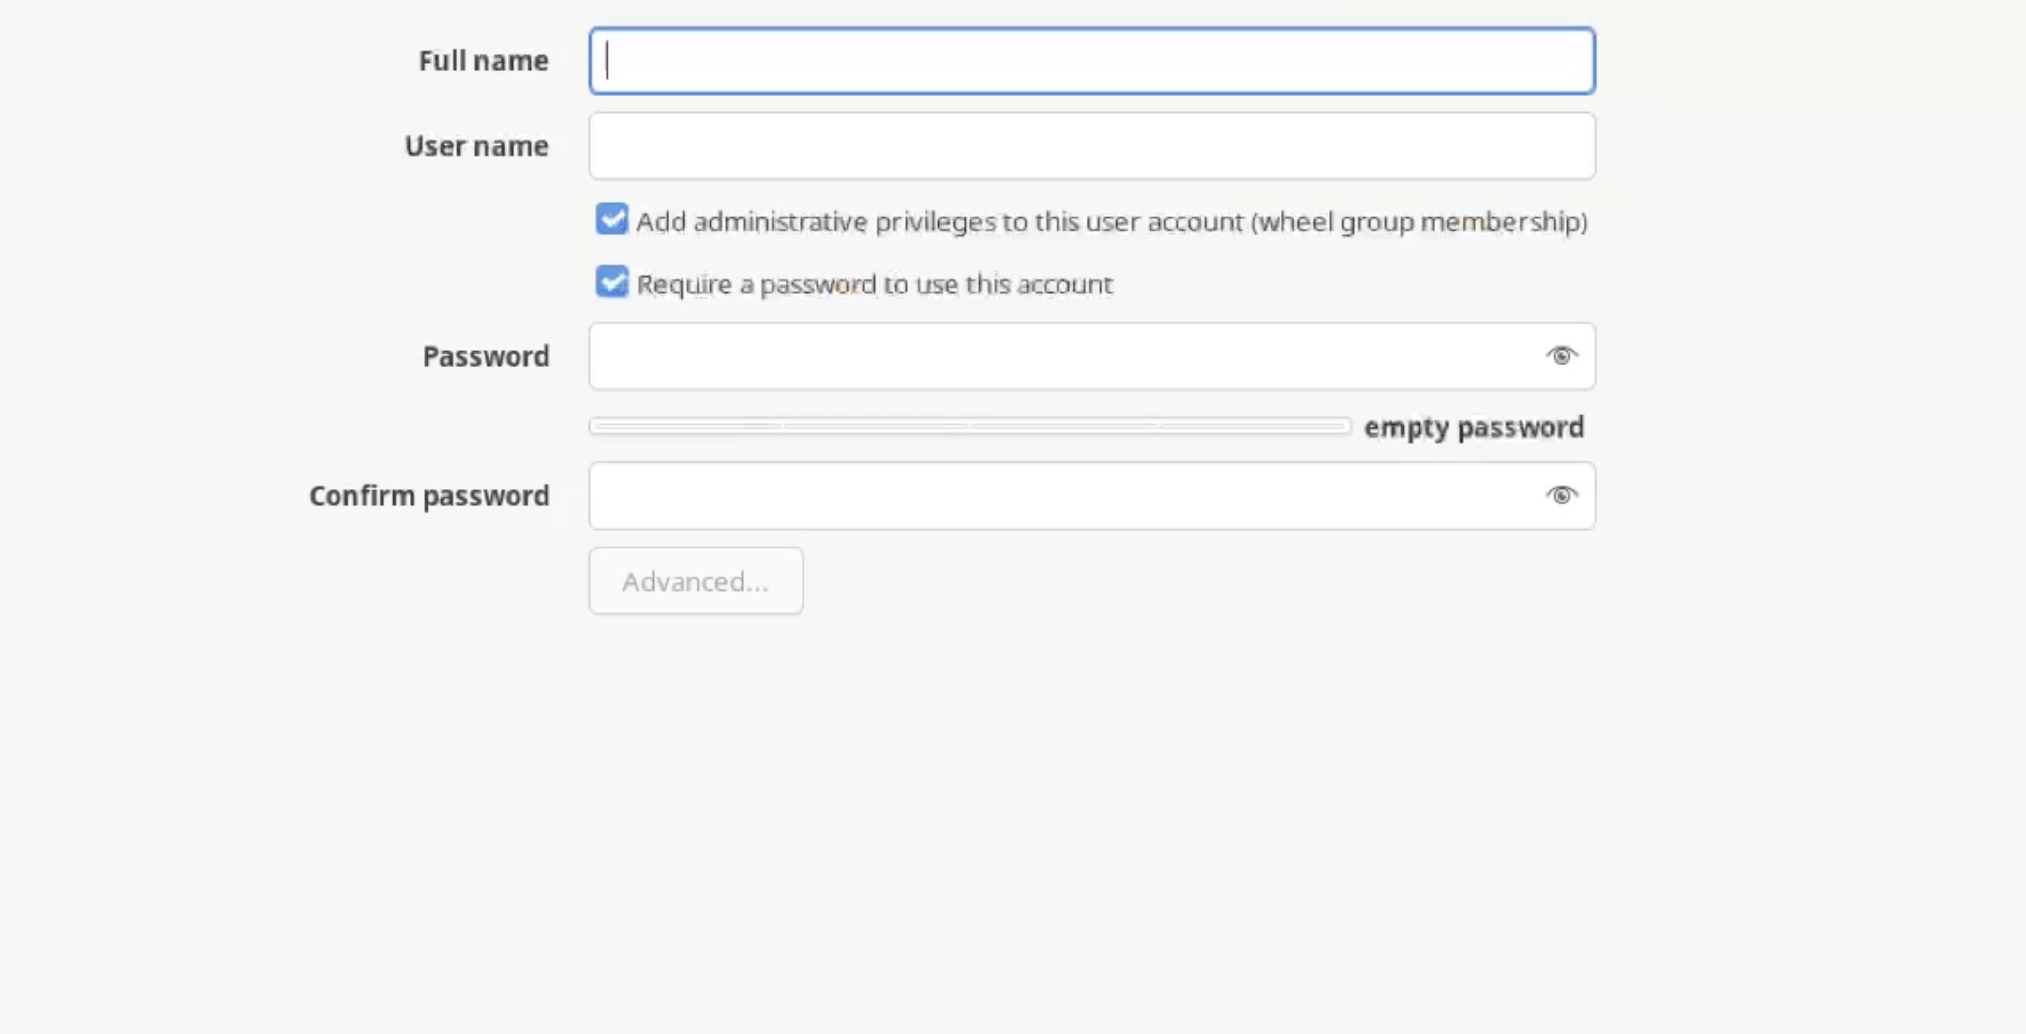 Full name
User name
Add administrative privileges to this user account (wheel group membership)
Require a password to use this account
Password
empty password
Confirm password
Advanced...